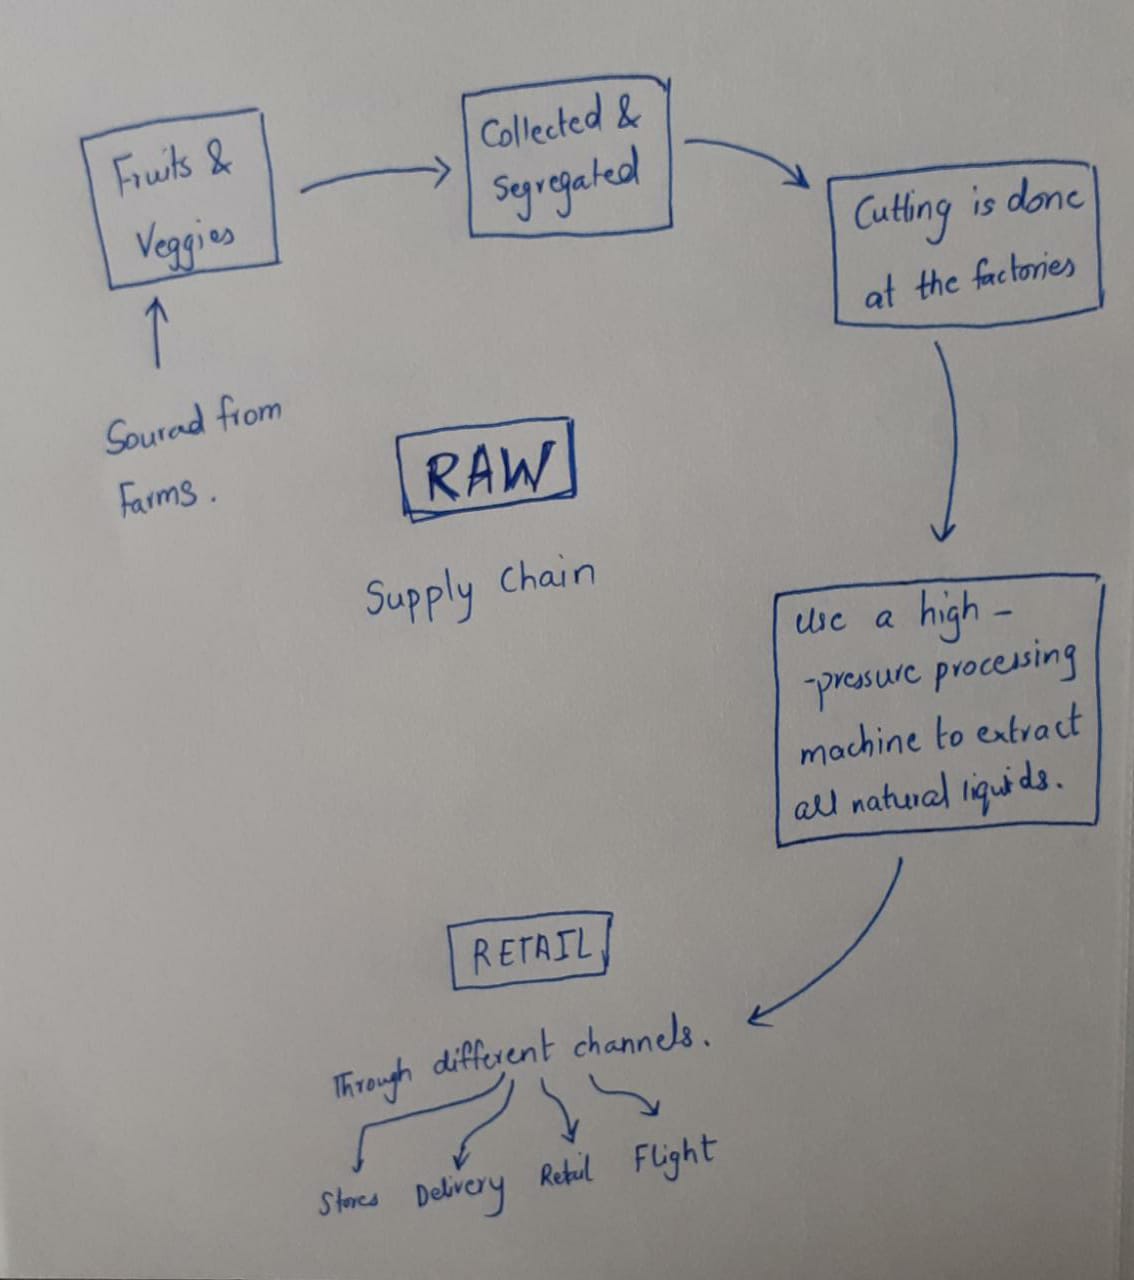 Fruits &
Veggies
Collected &
Segregated
Cutting is done
at the factories
Sourced from
Farms.
RAW
Supply Chain
Use a high -
-pressure processing
machine to extract
all natural liquids.
RETAIL
Through different channels.
Stores Delivery Retail Flight